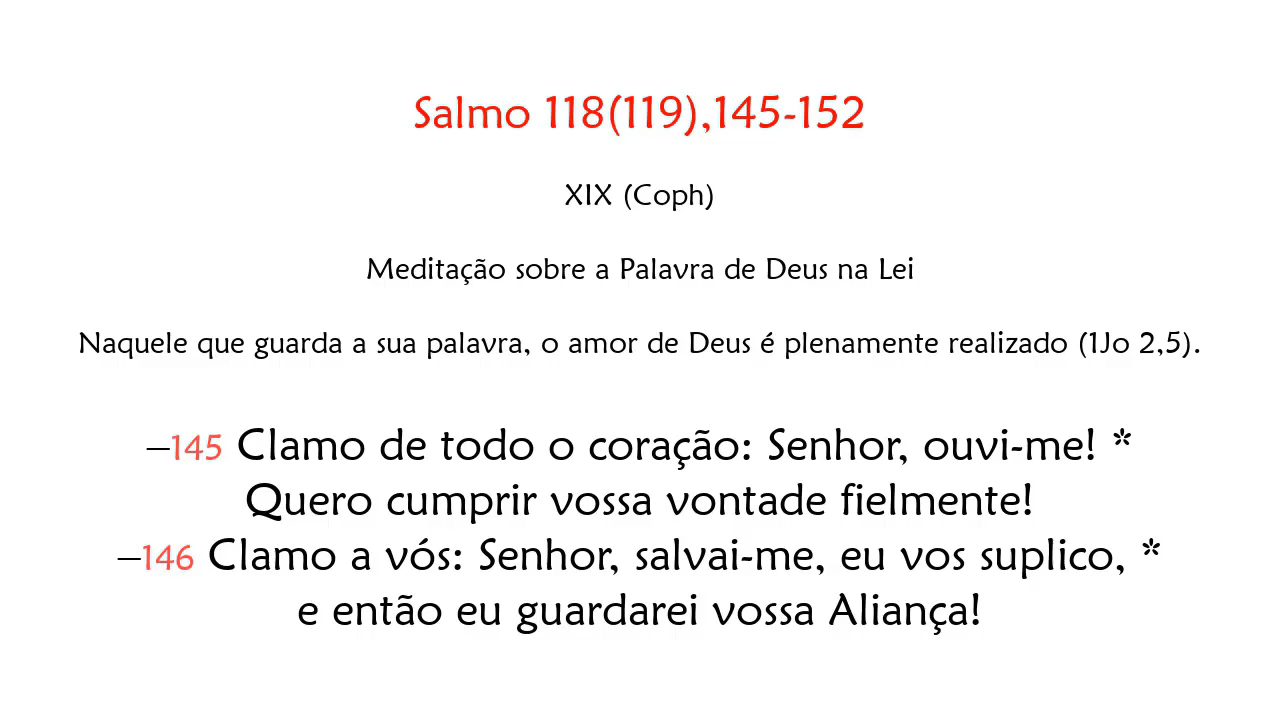 Salmo 118(119),145-152
XIX (Coph)
Meditação sobre a Palavra de Deus na Lei
Naquele que guarda a sua palavra, o amor de Deus é plenamente realizado (1Jo 2,5).
–145 Clamo de todo o coração: Senhor, ouvi-me! *
Quero cumprir vossa vontade fielmente!
–146 Clamo a vós: Senhor, salvai-me, eu vos suplico, *
e então eu guardarei vossa Aliança!